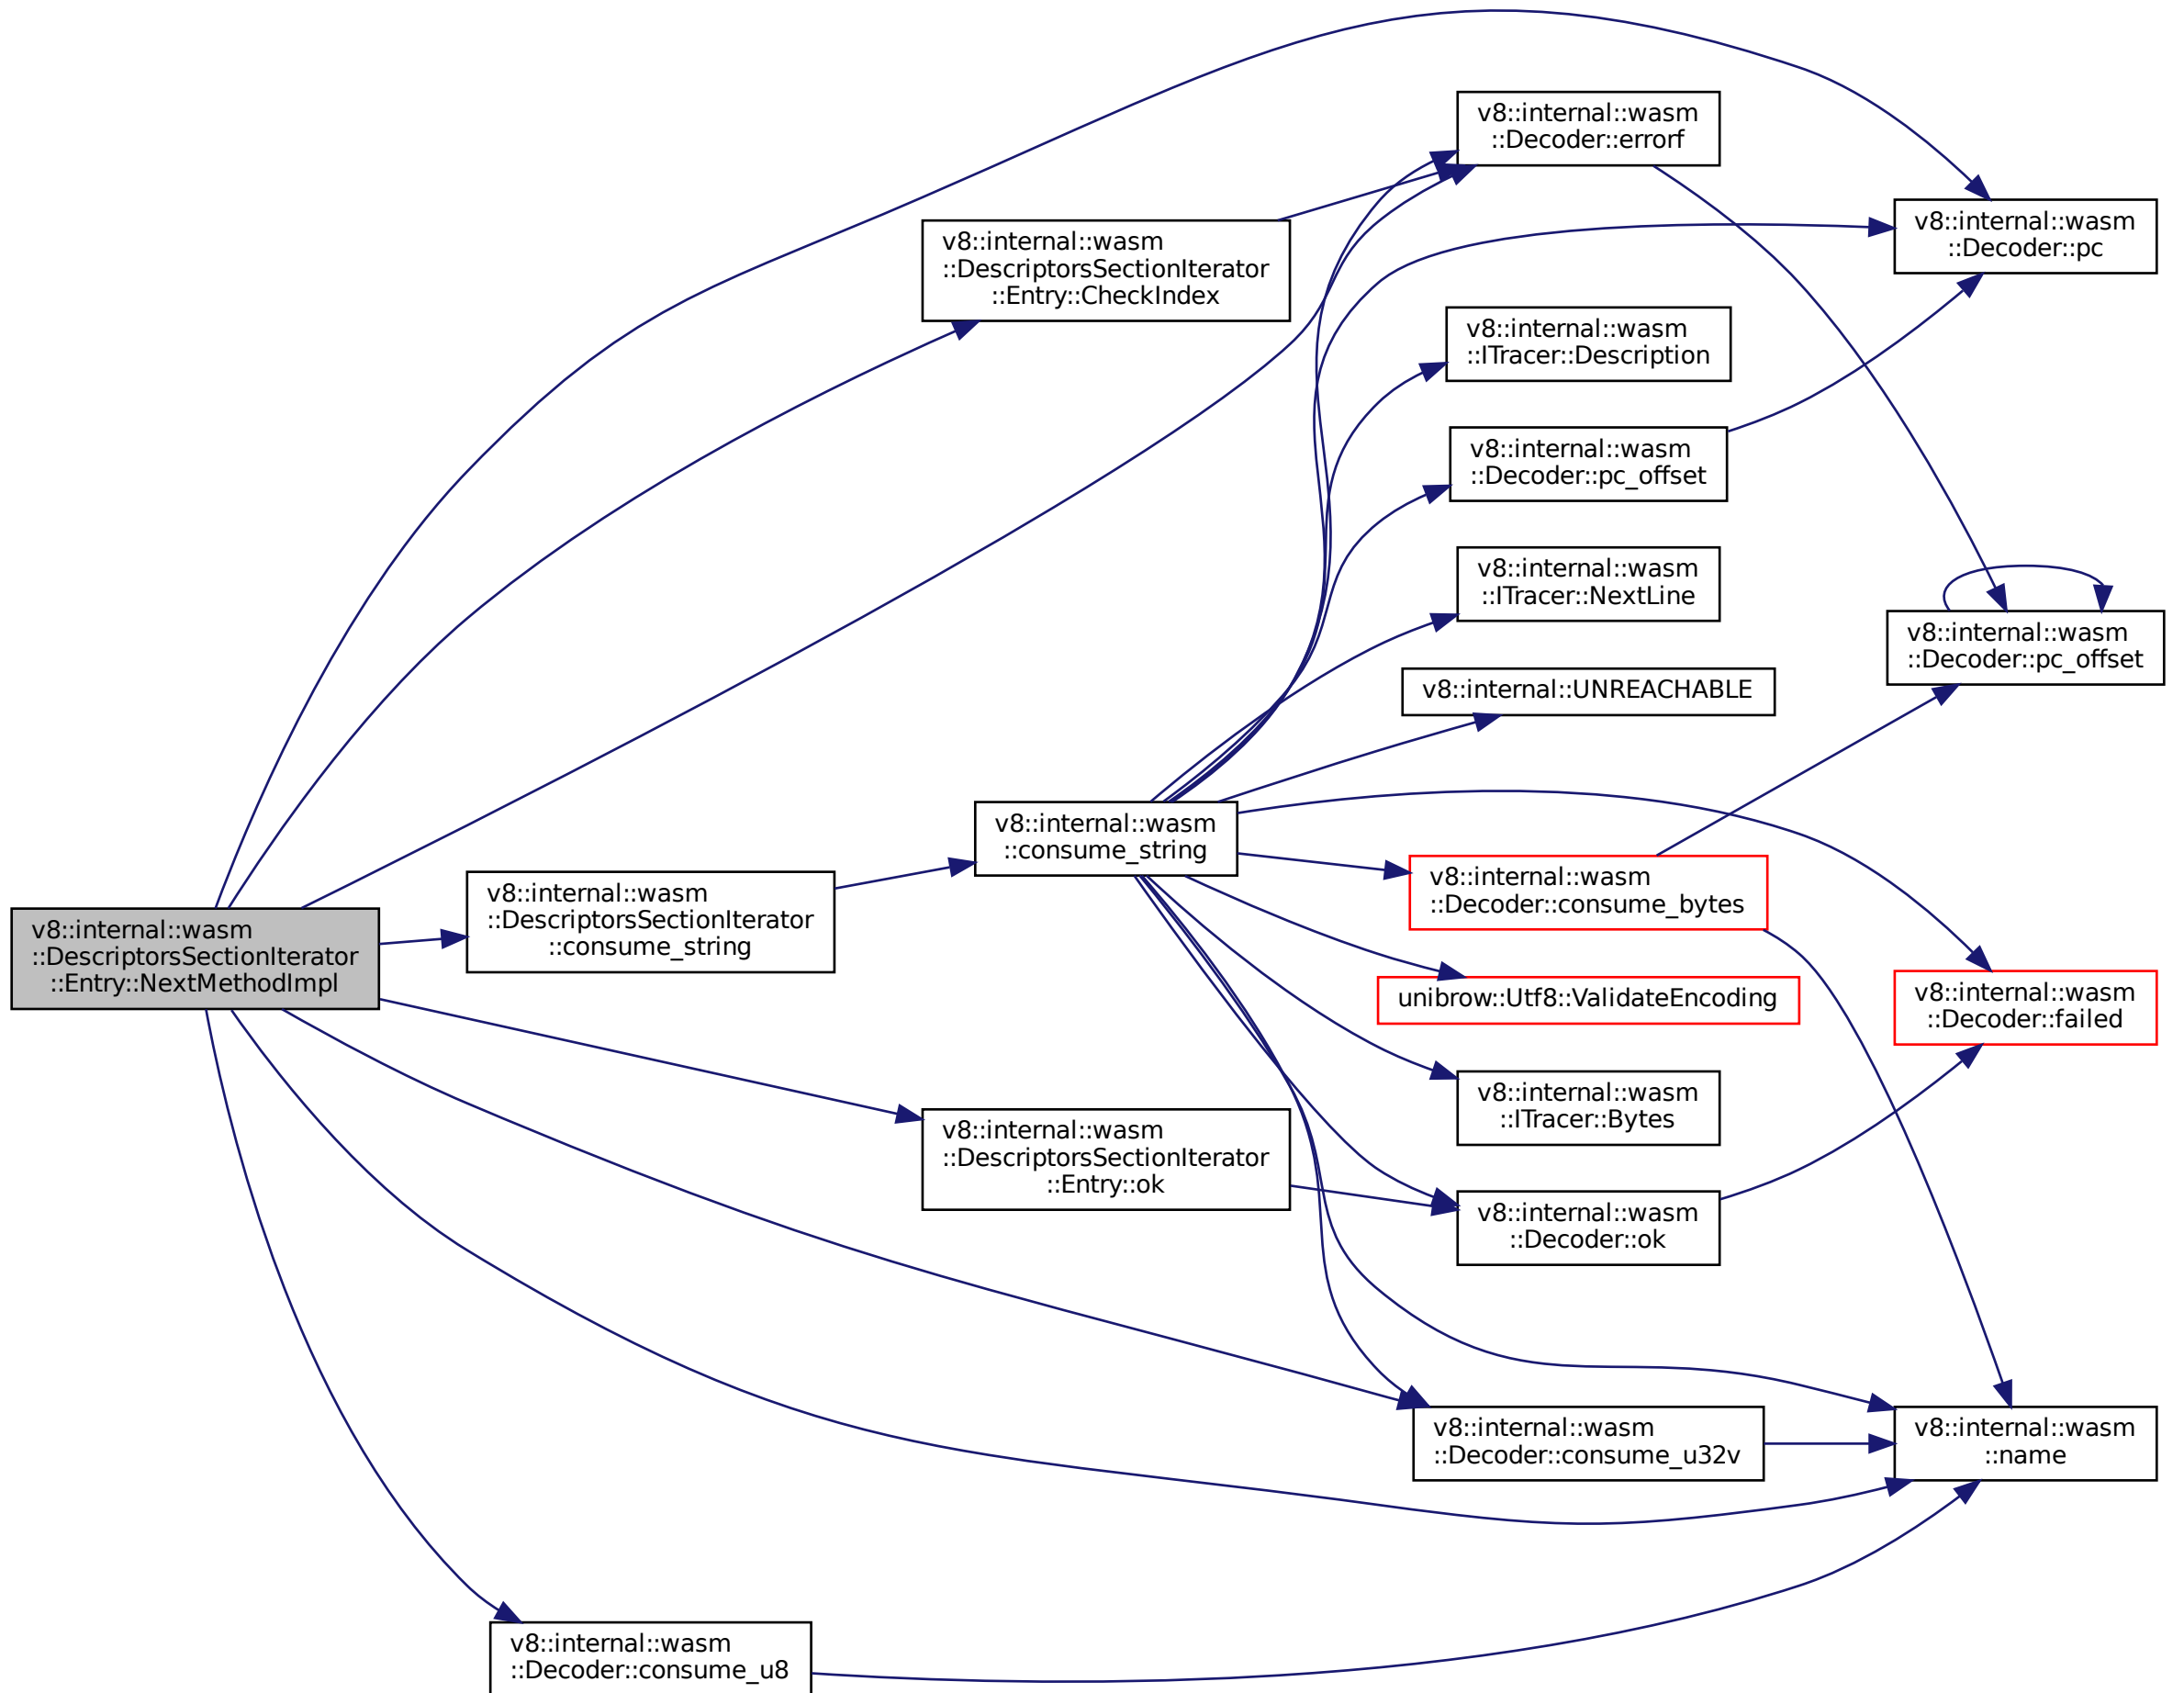 v8::internal::wasm
::Decoder::errorf
v8::internal::wasm
::Decoder::pc
v8::internal::wasm
::DescriptorsSectionIterator
::Entry::CheckIndex
v8::internal::wasm
::ITracer::Description
v8::internal::wasm
::Decoder::pc_offset
v8::internal::wasm
::ITracer::NextLine
v8::internal::wasm
::Decoder::pc_offset
v8::internal::UNREACHABLE
v8::internal::wasm
::consume_string
v8::internal::wasm
::Decoder::consume_bytes
v8::internal::wasm
::DescriptorsSectionIterator
::consume_string
v8::internal::wasm
::DescriptorsSectionIterator
::Entry::NextMethodImpl
unibrow::Utf8::ValidateEncoding
v8::internal::wasm
::Decoder::failed
v8::internal::wasm
::ITracer::Bytes
v8::internal::wasm
::DescriptorsSectionIterator
::Entry::ok
v8::internal::wasm
::Decoder::ok
v8::internal::wasm
::Decoder::consume_u32v
v8::internal::wasm
::name
v8::internal::wasm
::Decoder::consume_u8